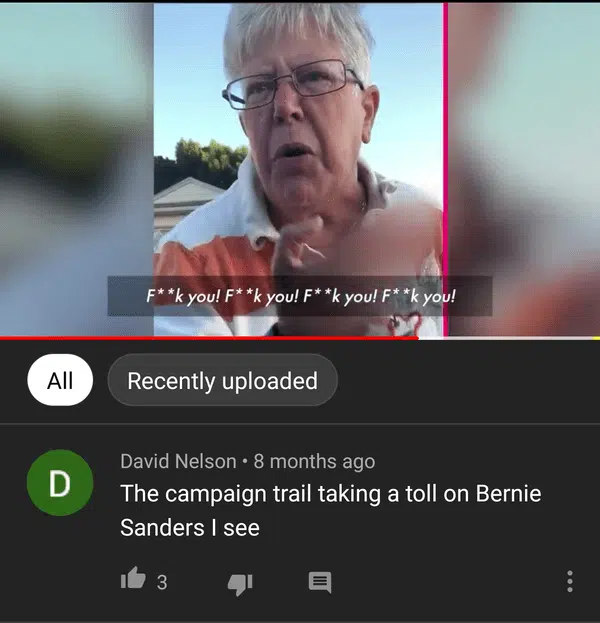 F**k you! F**k you! F**k you! F**k you!
All
Recently uploaded
D
David Nelson • 8 months ago
The campaign trail taking a toll on Bernie
Sanders I see
3